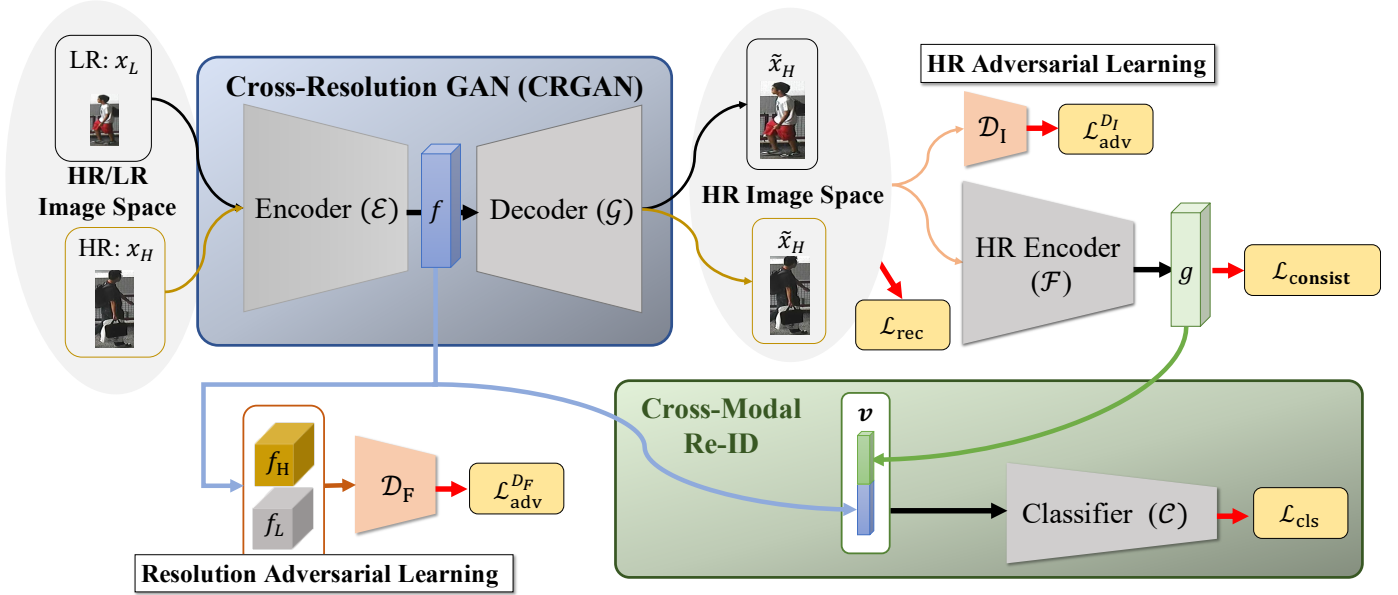 LR: x_L
HR/LR
Image Space
HR: x_H
Cross-Resolution GAN (CRGAN)
Encoder (ℰ)
f
Decoder (𝒢)
x̃_H
HR Image Space
x̃_H
HR Adversarial Learning
𝒟_I
ℒ_adv^{D_I}
HR Encoder
(ℱ)
g
ℒ_consist
ℒ_rec
f_H
f_L
𝒟_F
ℒ_adv^{D_F}
Resolution Adversarial Learning
Cross-Modal
Re-ID
v
Classifier (𝒞)
ℒ_cls